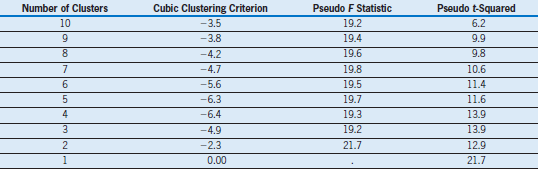 Number of Clusters Cubic Clustering Criterion Pseudo F Statistic Pseudo t-Squared
10 −3.5 19.2 6.2
9 −3.8 19.4 9.9
8 −4.2 19.6 9.8
7 −4.7 19.8 10.6
6 −5.6 19.5 11.4
5 −6.3 19.7 11.6
4 −6.4 19.3 13.9
3 −4.9 19.2 13.9
2 −2.3 21.7 12.9
1 0.00 . 21.7